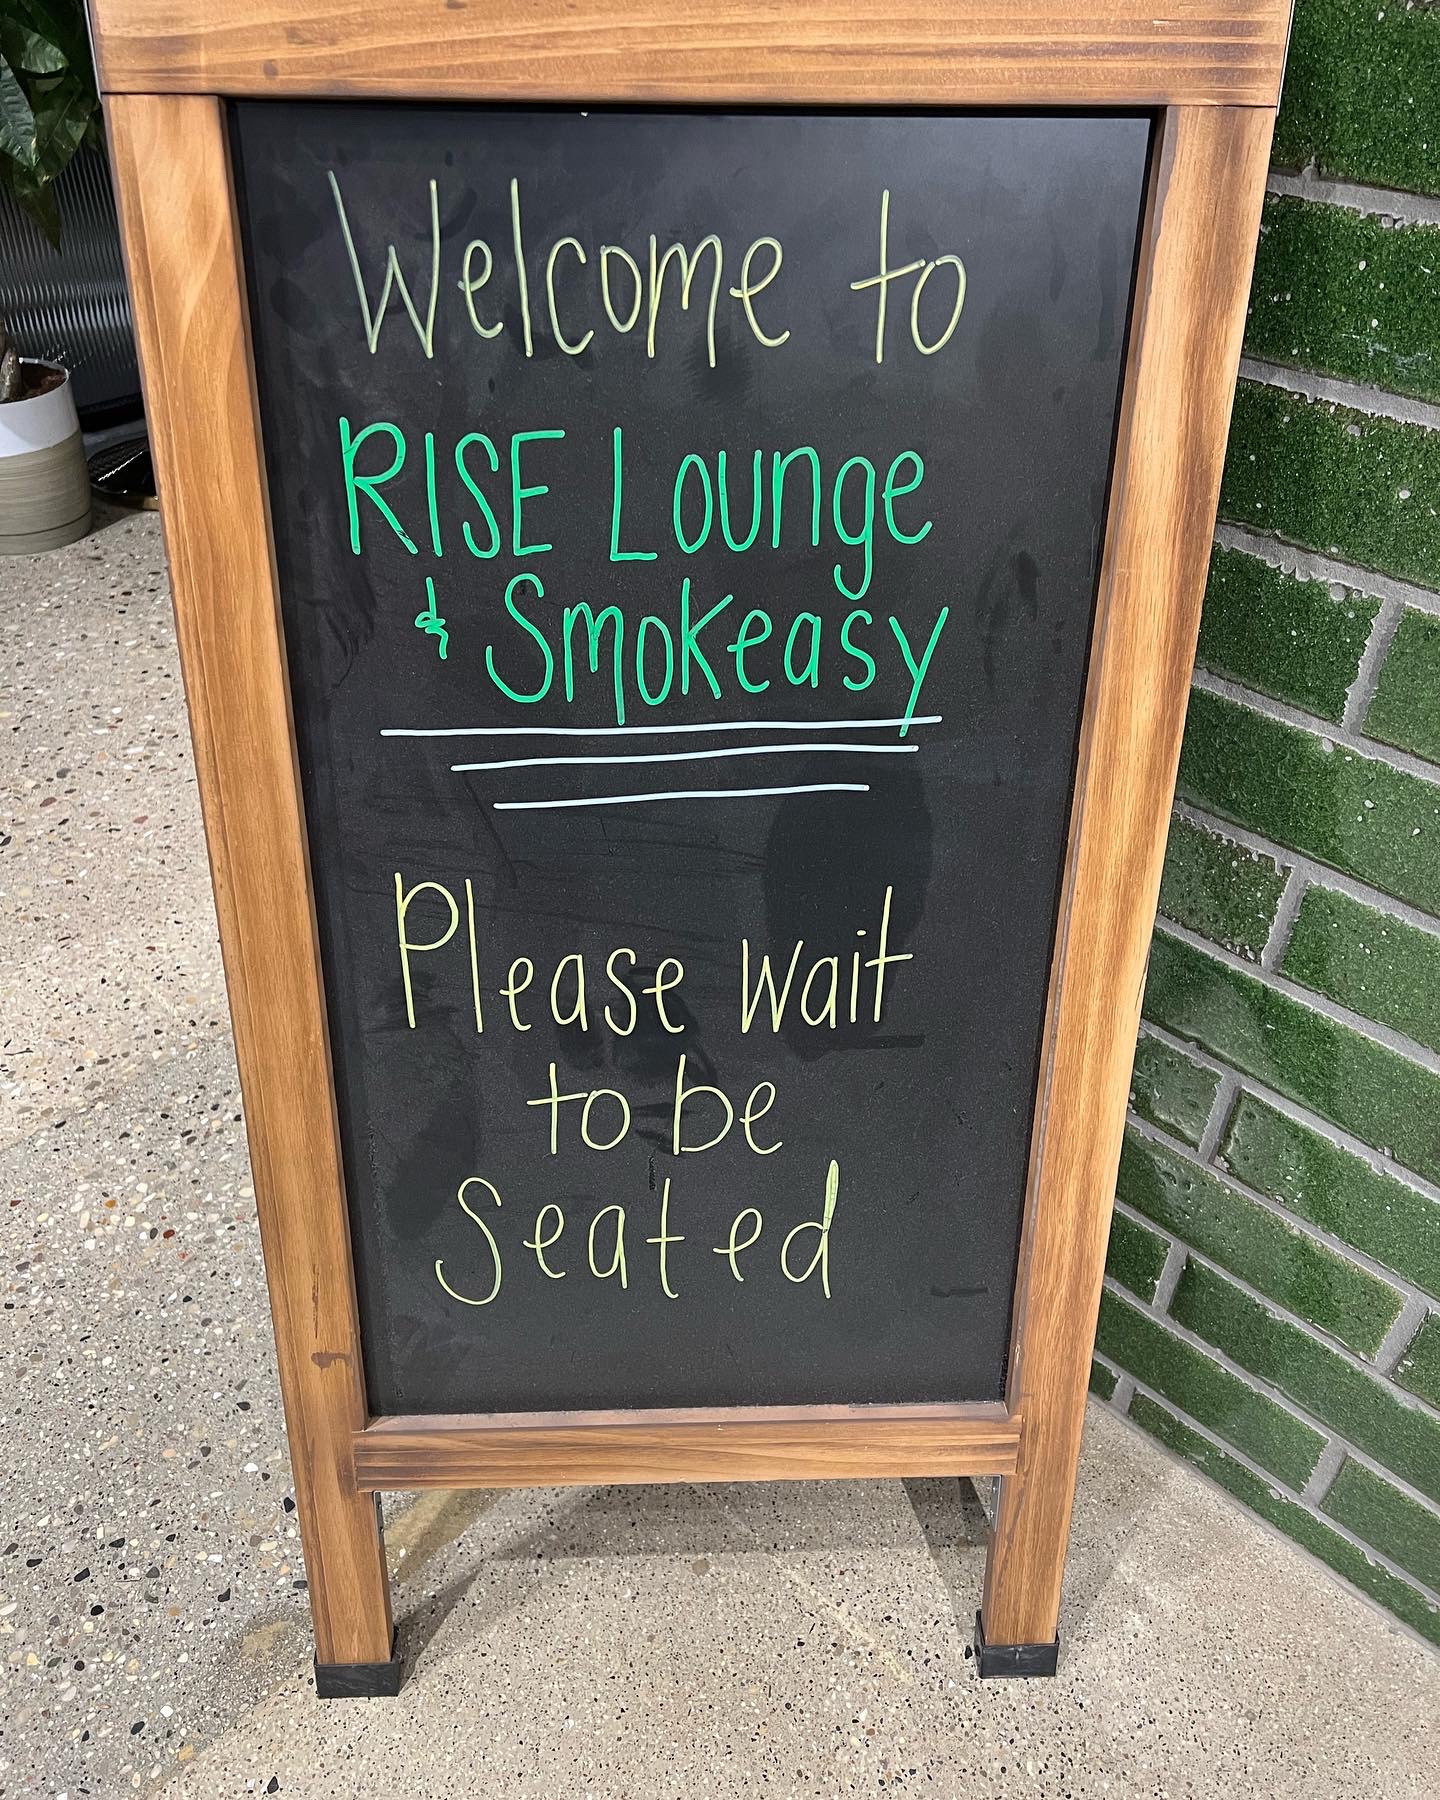 Welcome to
RISE Lounge
& Smokeasy
Please wait
to be
Seated